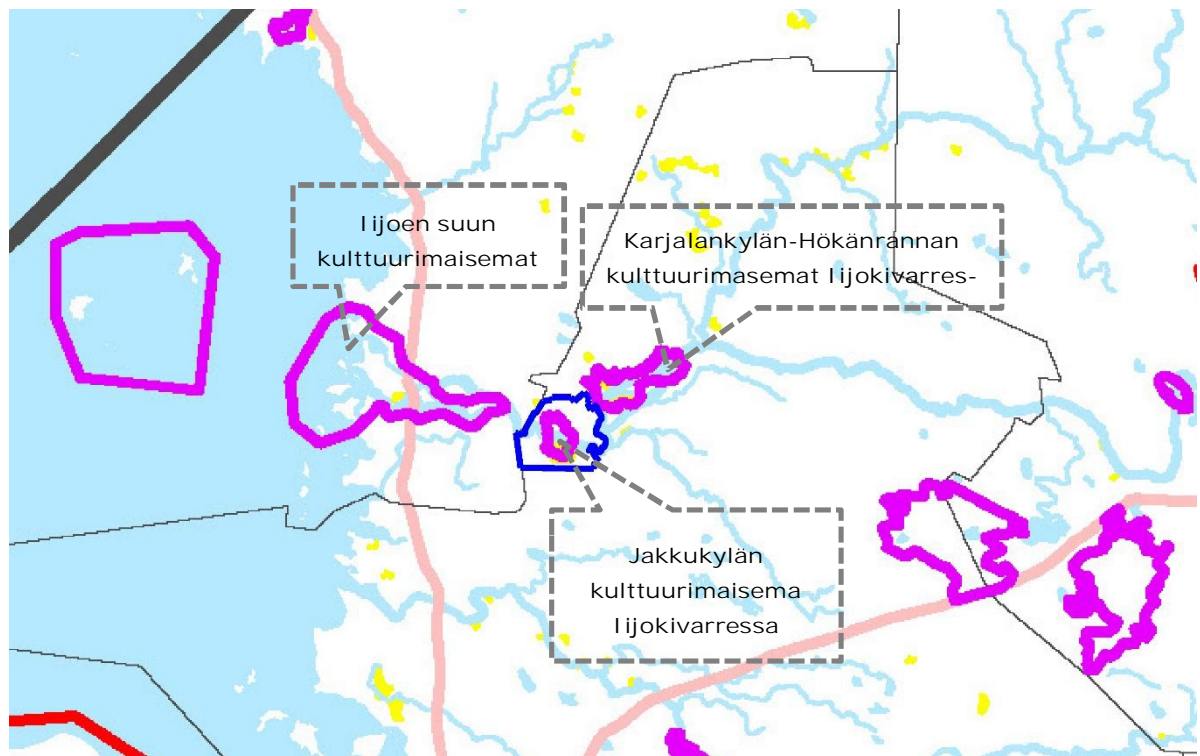 Iijoen suun
kulttuurimaisemat
Karjalankylän-Hökänrannan
kulttuurimasemat Iijokivarres-
Jakkukylän
kulttuurimaisema
Iijokivarressa